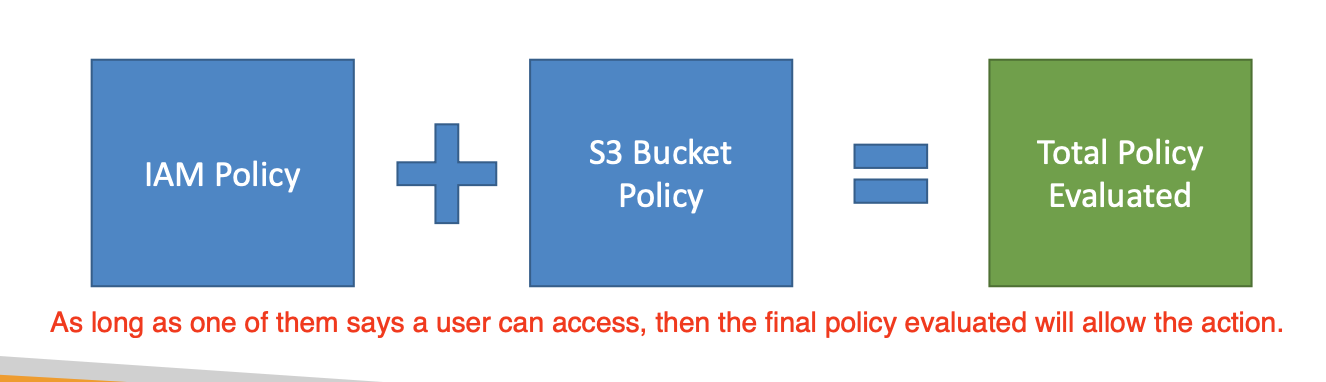 IAM Policy
S3 Bucket
Policy
Total Policy
Evaluated
As long as one of them says a user can access, then the final policy evaluated will allow the action.